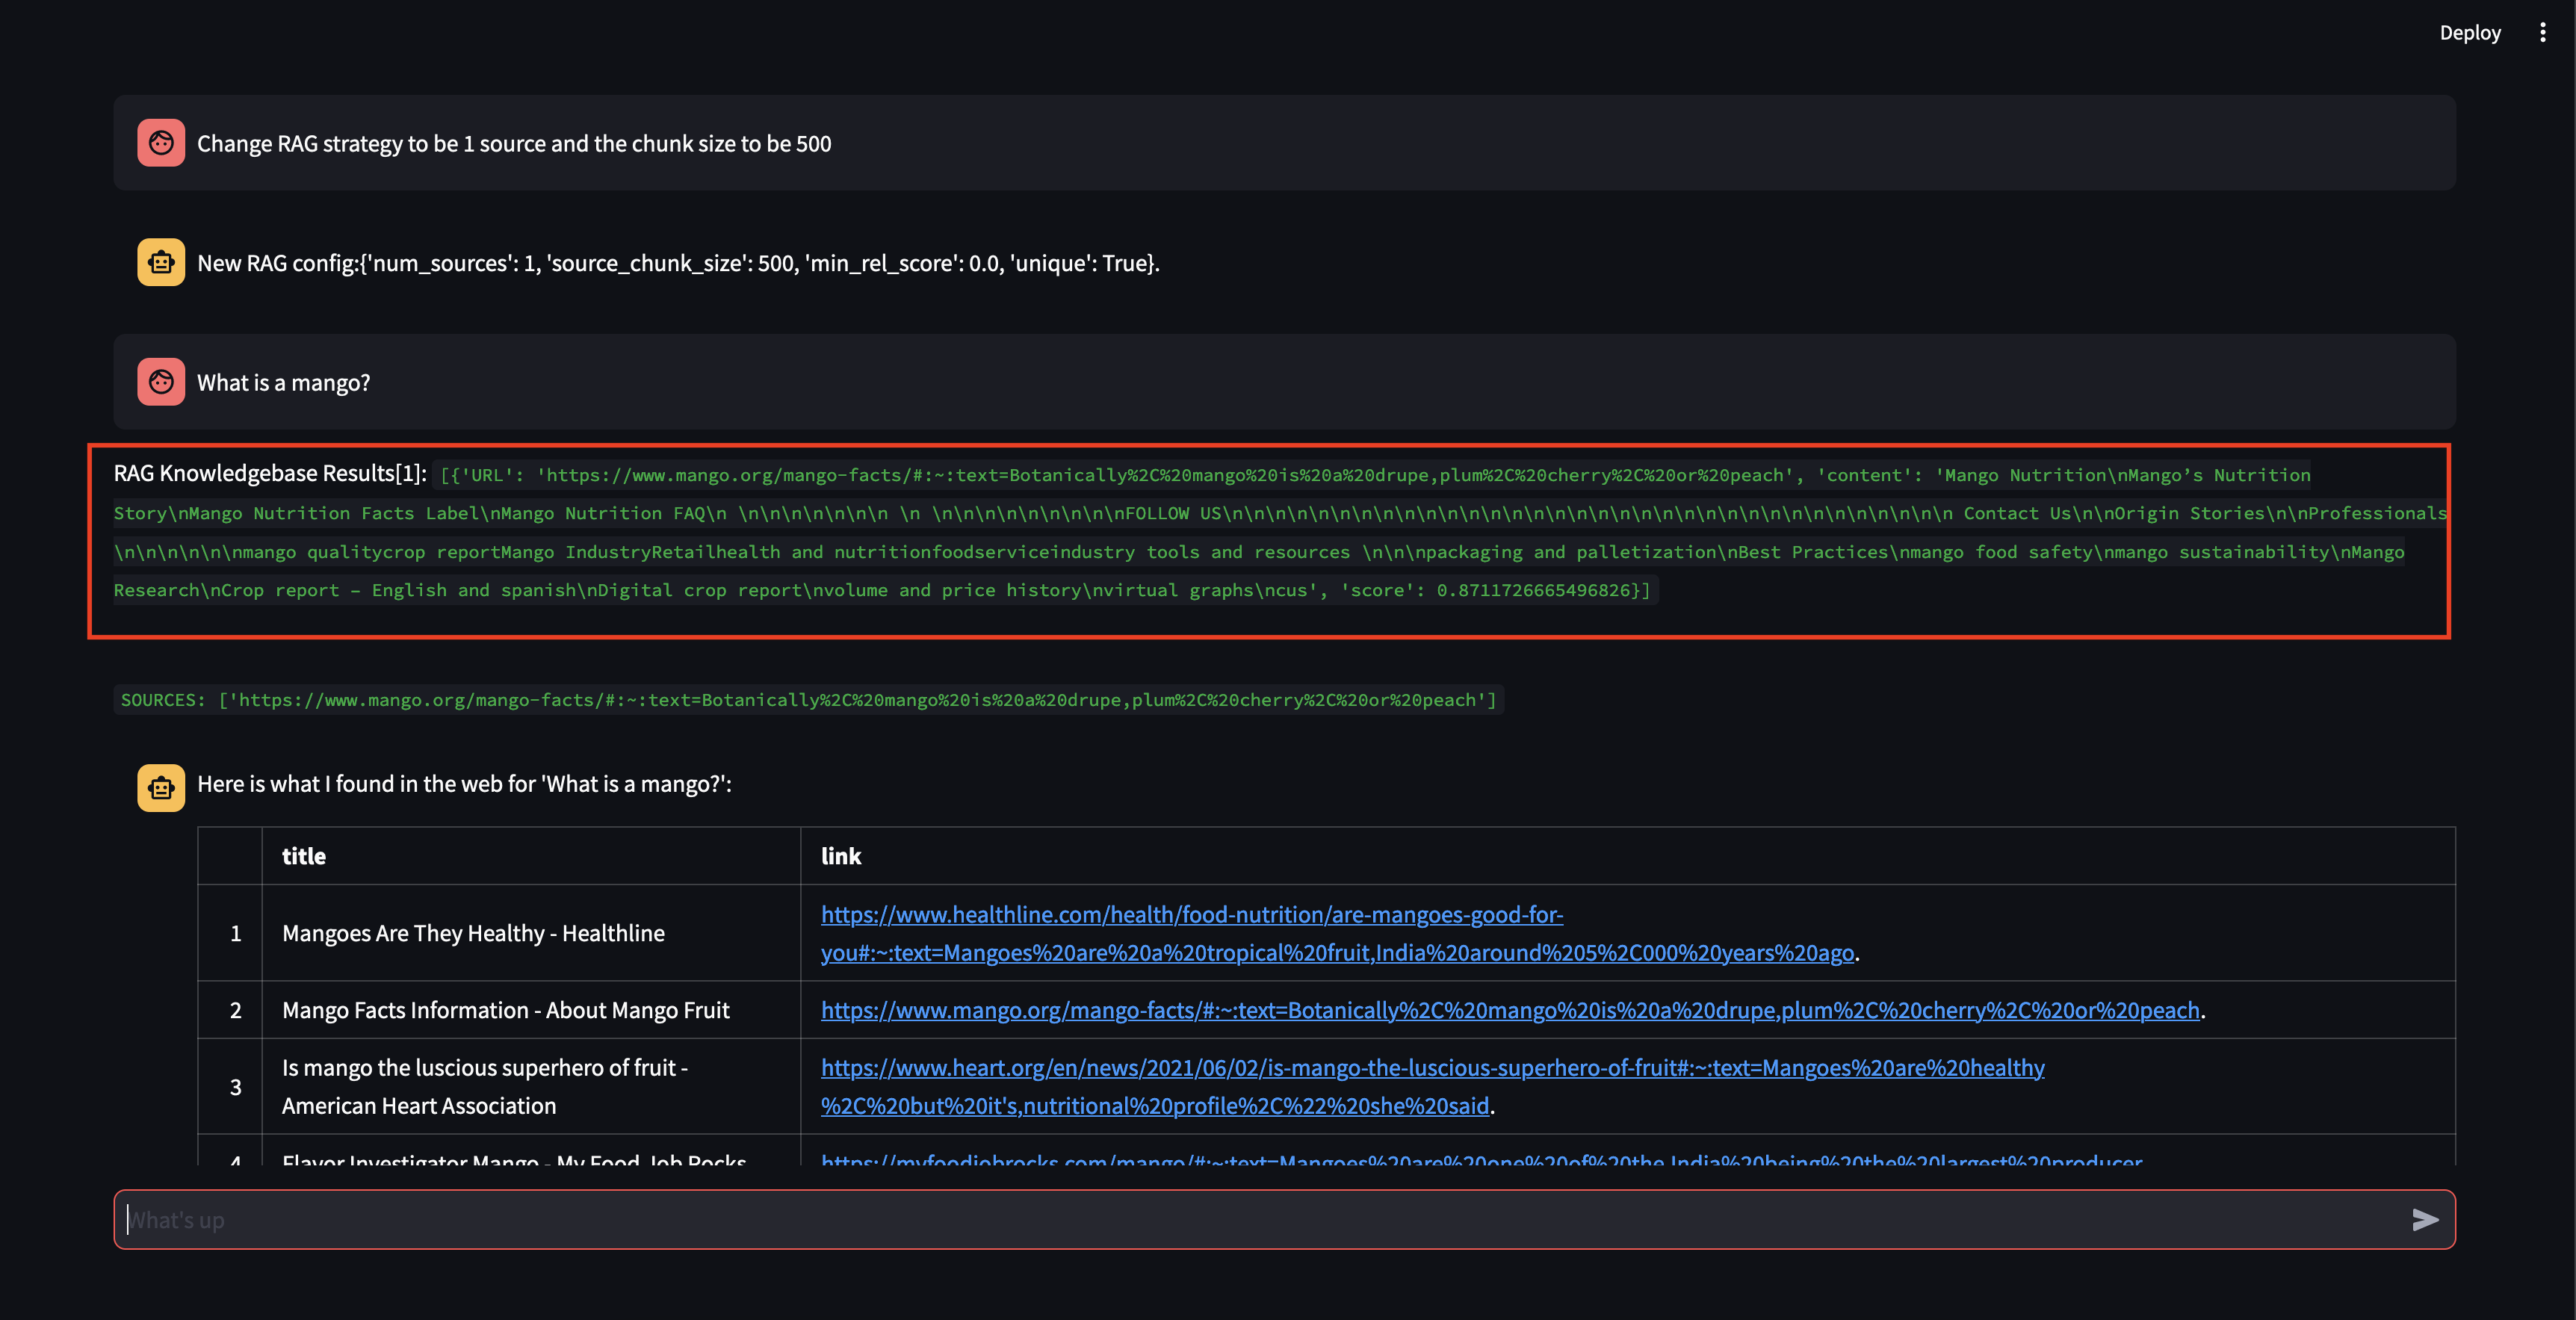 Deploy
Change RAG strategy to be 1 source and the chunk size to be 500
New RAG config:{'num_sources': 1, 'source_chunk_size': 500, 'min_rel_score': 0.0, 'unique': True}.
What is a mango?
RAG Knowledgebase Results[1]: [{'URL': 'https://www.mango.org/mango-facts/#:~:text=Botanically%2C%20mango%20is%20a%20drupe,plum%2C%20cherry%2C%20or%20peach', 'content': 'Mango Nutrition\nMango’s Nutrition
Story\nMango Nutrition Facts Label\nMango Nutrition FAQ\n \n\n\n\n\n\n\n \n \n\n\n\n\n\n\n\nFOLLOW US\n\n\n\n\n\n\n\n\n\n\n\n\n\n\n\n\n\n\n\n\n\n\n\n\n\n\n\n\n\n\n\n\n\n\n Contact Us\n\nOrigin Stories\n\nProfessionals
\n\n\n\n\n\nmango qualitycrop reportMango IndustryRetailhealth and nutritionfoodserviceindustry tools and resources \n\n\npackaging and palletization\nBest Practices\nmango food safety\nmango sustainability\nMango
Research\nCrop report – English and spanish\nDigital crop report\nvolume and price history\nvirtual graphs\ncus', 'score': 0.8711726665496826}]
SOURCES: ['https://www.mango.org/mango-facts/#:~:text=Botanically%2C%20mango%20is%20a%20drupe,plum%2C%20cherry%2C%20or%20peach']
Here is what I found in the web for 'What is a mango?':
title link
1 Mangoes Are They Healthy - Healthline https://www.healthline.com/health/food-nutrition/are-mangoes-good-for-
you#:~:text=Mangoes%20are%20a%20tropical%20fruit,India%20around%205%2C000%20years%20ago.
2 Mango Facts Information - About Mango Fruit https://www.mango.org/mango-facts/#:~:text=Botanically%2C%20mango%20is%20a%20drupe,plum%2C%20cherry%2C%20or%20peach.
3 Is mango the luscious superhero of fruit -
American Heart Association
https://www.heart.org/en/news/2021/06/02/is-mango-the-luscious-superhero-of-fruit#:~:text=Mangoes%20are%20healthy
%2C%20but%20it's,nutritional%20profile%2C%22%20she%20said.
4 Flavor Investigator Mango - My Food Job Rocks https://myfoodjobrocks.com/mango/#:~:text=Mangoes%20are%20one%20of%20the,India%20being%20the%20largest%20producer
What's up